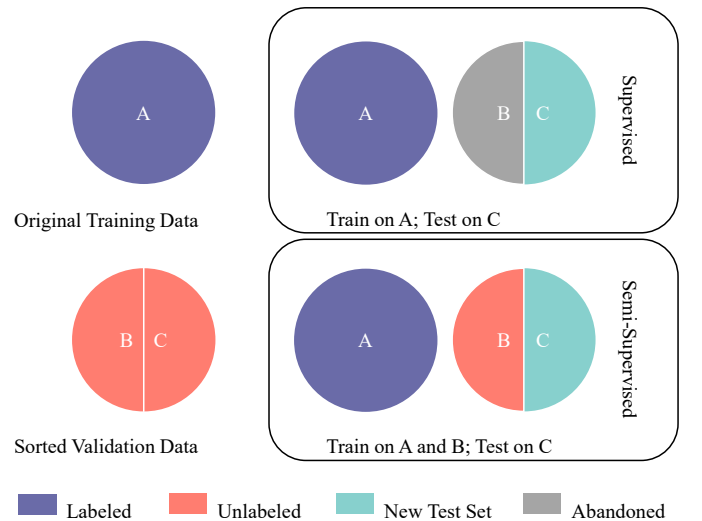 A
Original Training Data
A
B
C
Supervised
Train on A; Test on C
B
C
Sorted Validation Data
A
B
C
Semi-Supervised
Train on A and B; Test on C
Labeled
Unlabeled
New Test Set
Abandoned